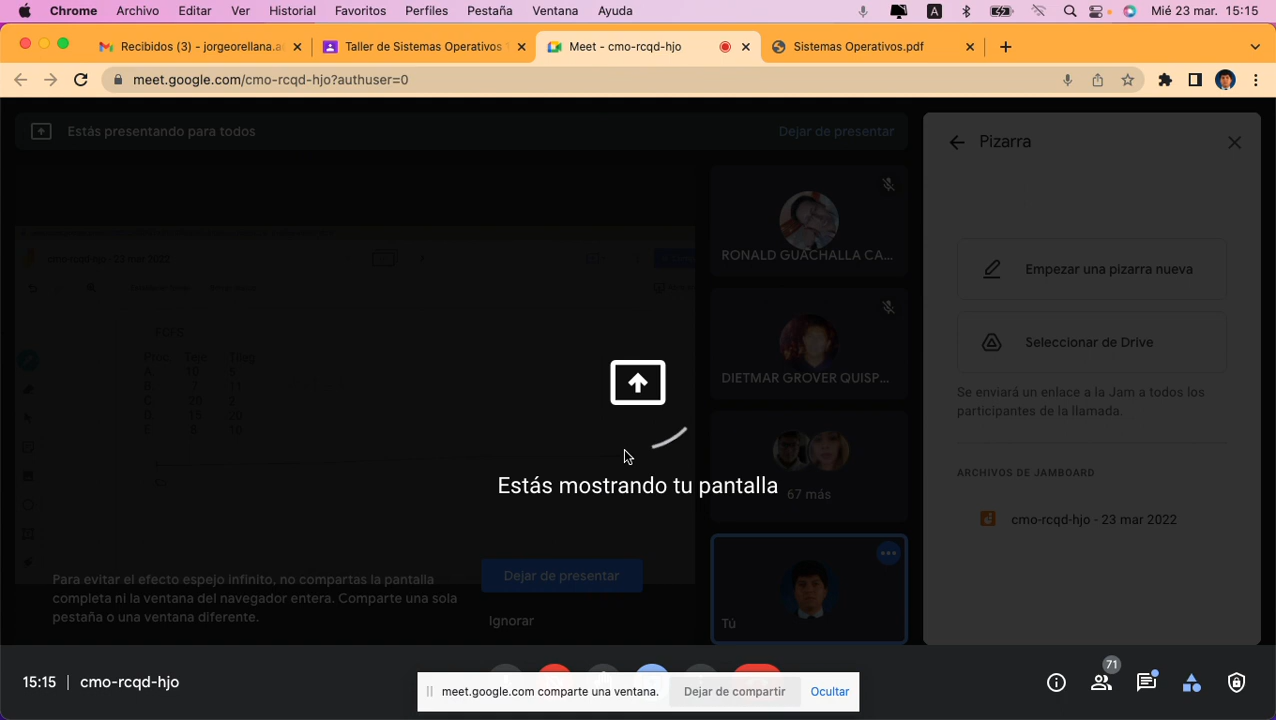 Chrome Archivo Editar Ver Historial Favoritos Perfiles Pestaña Ventana Ayuda A Mié 23 mar. 15:15
Recibidos (3) - jorgeorellana.a
Taller de Sistemas Operativos
Meet - cmo-rcqd-hjo
Sistemas Operativos.pdf
meet.google.com/cmo-rcqd-hjo?authuser=0
Estás presentando para todos
Dejar de presentar
Pizarra
cmo-rcqd-hjo - 23 mar 2022
RONALD GUACHALLA CA...
Empezar una pizarra nueva
Seleccionar de Drive
DIETMAR GROVER QUISP...
Se enviará un enlace a la Jam a todos los
participantes de la llamada.
ARCHIVOS DE JAMBOARD
Estás mostrando tu pantalla
67 más
cmo-rcqd-hjo - 23 mar 2022
Para evitar el efecto espejo infinito, no compartas la pantalla
completa ni la ventana del navegador entera. Comparte una sola
pestaña o una ventana diferente.
Dejar de presentar
Ignorar
Tú
15:15 | cmo-rcqd-hjo
meet.google.com comparte una ventana.
Dejar de compartir
Ocultar
71